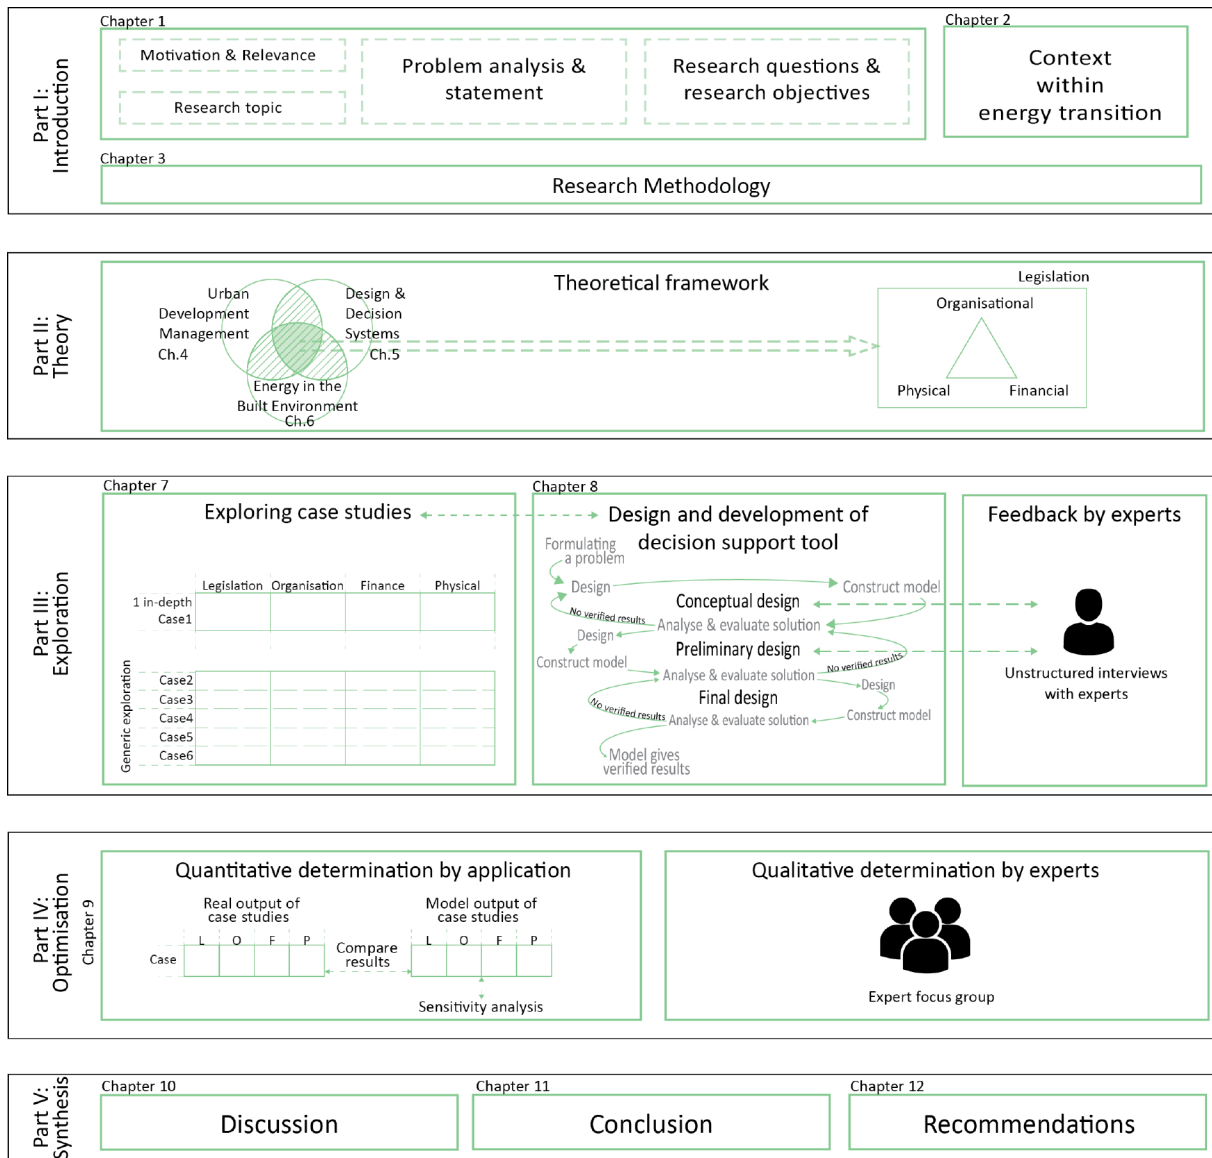 Part I:
Introduction
Chapter 1
Motivation & Relevance
Research topic
Problem analysis &
statement
Research questions &
research objectives
Chapter 2
Context
within
energy transition
Chapter 3
Research Methodology
Part II:
Theory
Theoretical framework
Urban
Development
Management
Ch.4
Design &
Decision
Systems
Ch.5
Energy in the
Built Environment
Ch.6
Legislation
Organisational
Physical
Financial
Part III:
Exploration
Chapter 7
Exploring case studies
Legislation
Organisation
Finance
Physical
1 in-depth
Case1
Generic exploration
Case2
Case3
Case4
Case5
Case6
Chapter 8
Design and development of
decision support tool
Formulating
a problem
Design
Construct model
Conceptual design
No verified results
Analyse & evaluate solution
Design
Preliminary design
Construct model
No verified results
Analyse & evaluate solution
Design
Final design
No verified results
Analyse & evaluate solution
Construct model
Model gives
verified results
Feedback by experts
Unstructured interviews
with experts
Part IV:
Optimisation
Chapter 9
Quantitative determination by application
Real output of
case studies
L O F P
Case
Compare
results
Model output of
case studies
L O F P
Sensitivity analysis
Qualitative determination by experts
Expert focus group
Part V:
Synthesis
Chapter 10
Discussion
Chapter 11
Conclusion
Chapter 12
Recommendations